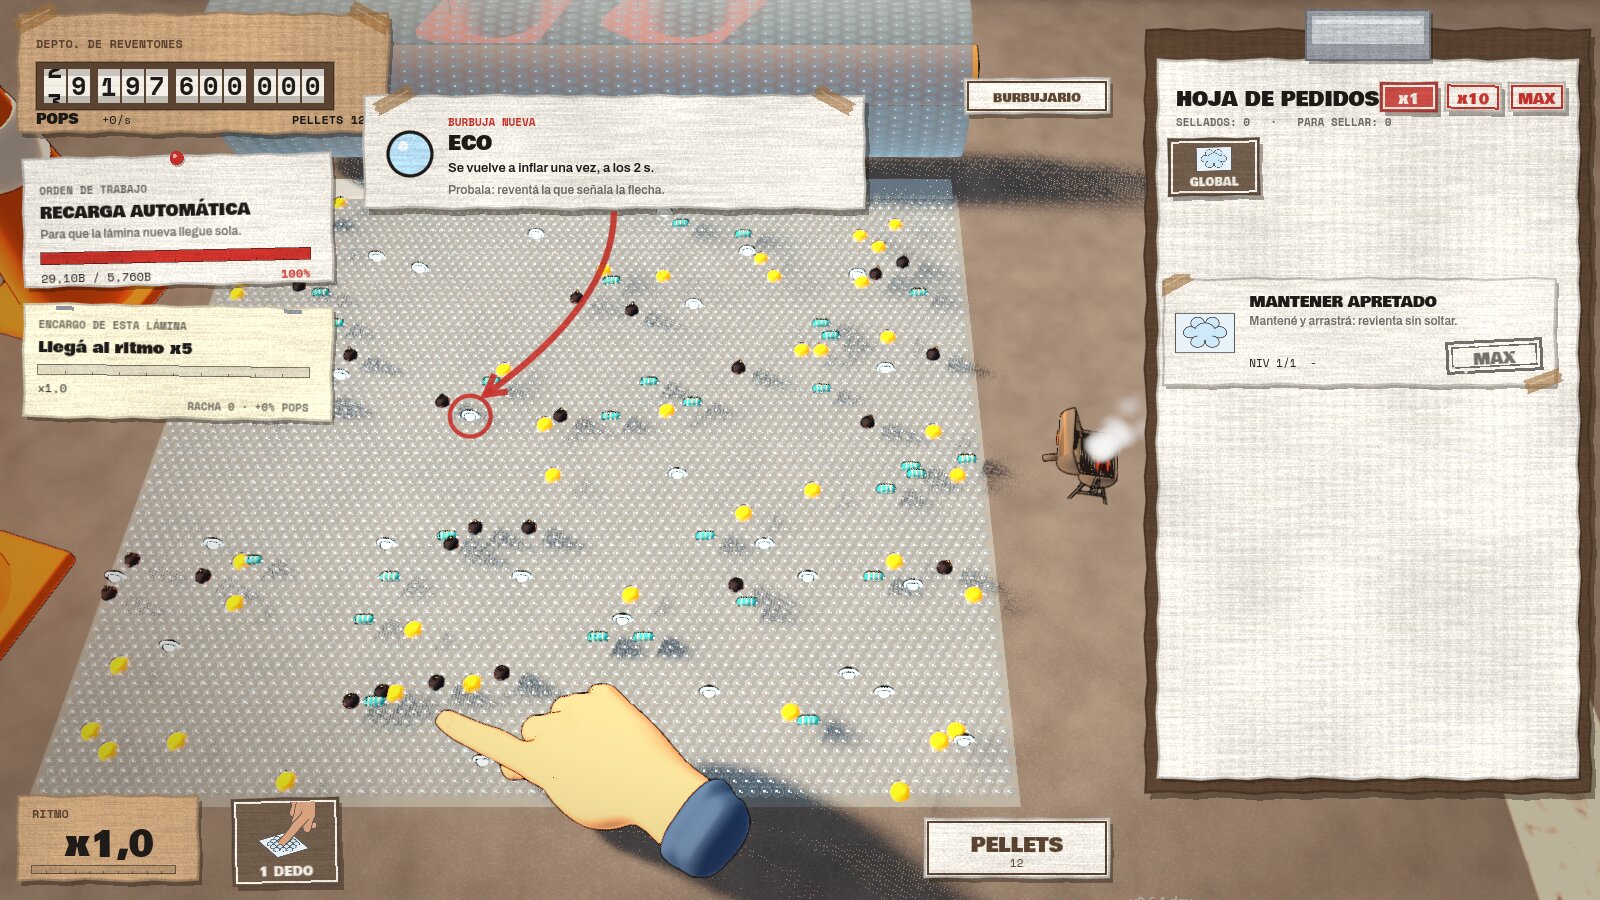 DEPTO. DE REVENTONES
9 197 600 000
POPS +0/s PELLETS 12
ORDEN DE TRABAJO
RECARGA AUTOMÁTICA
Para que la lámina nueva llegue sola.
29.10B / 5.760B 100%
ENCARGO DE ESTA LÁMINA
Llegá al ritmo x5
x1.0
RACHA 0 · +0% POPS
BURBUJA NUEVA
ECO
Se vuelve a inflar una vez, a los 2 s.
Probala: reventá la que señala la flecha.
BURBUJARIO
HOJA DE PEDIDOS x1 x10 MAX
SELLADOS: 0 · PARA SELLAR: 0
GLOBAL
MANTENER APRETADO
Mantené y arrastrá: revienta sin soltar.
NIV 1/1 - MAX
RITMO
x1,0
1 DEDO
PELLETS
12